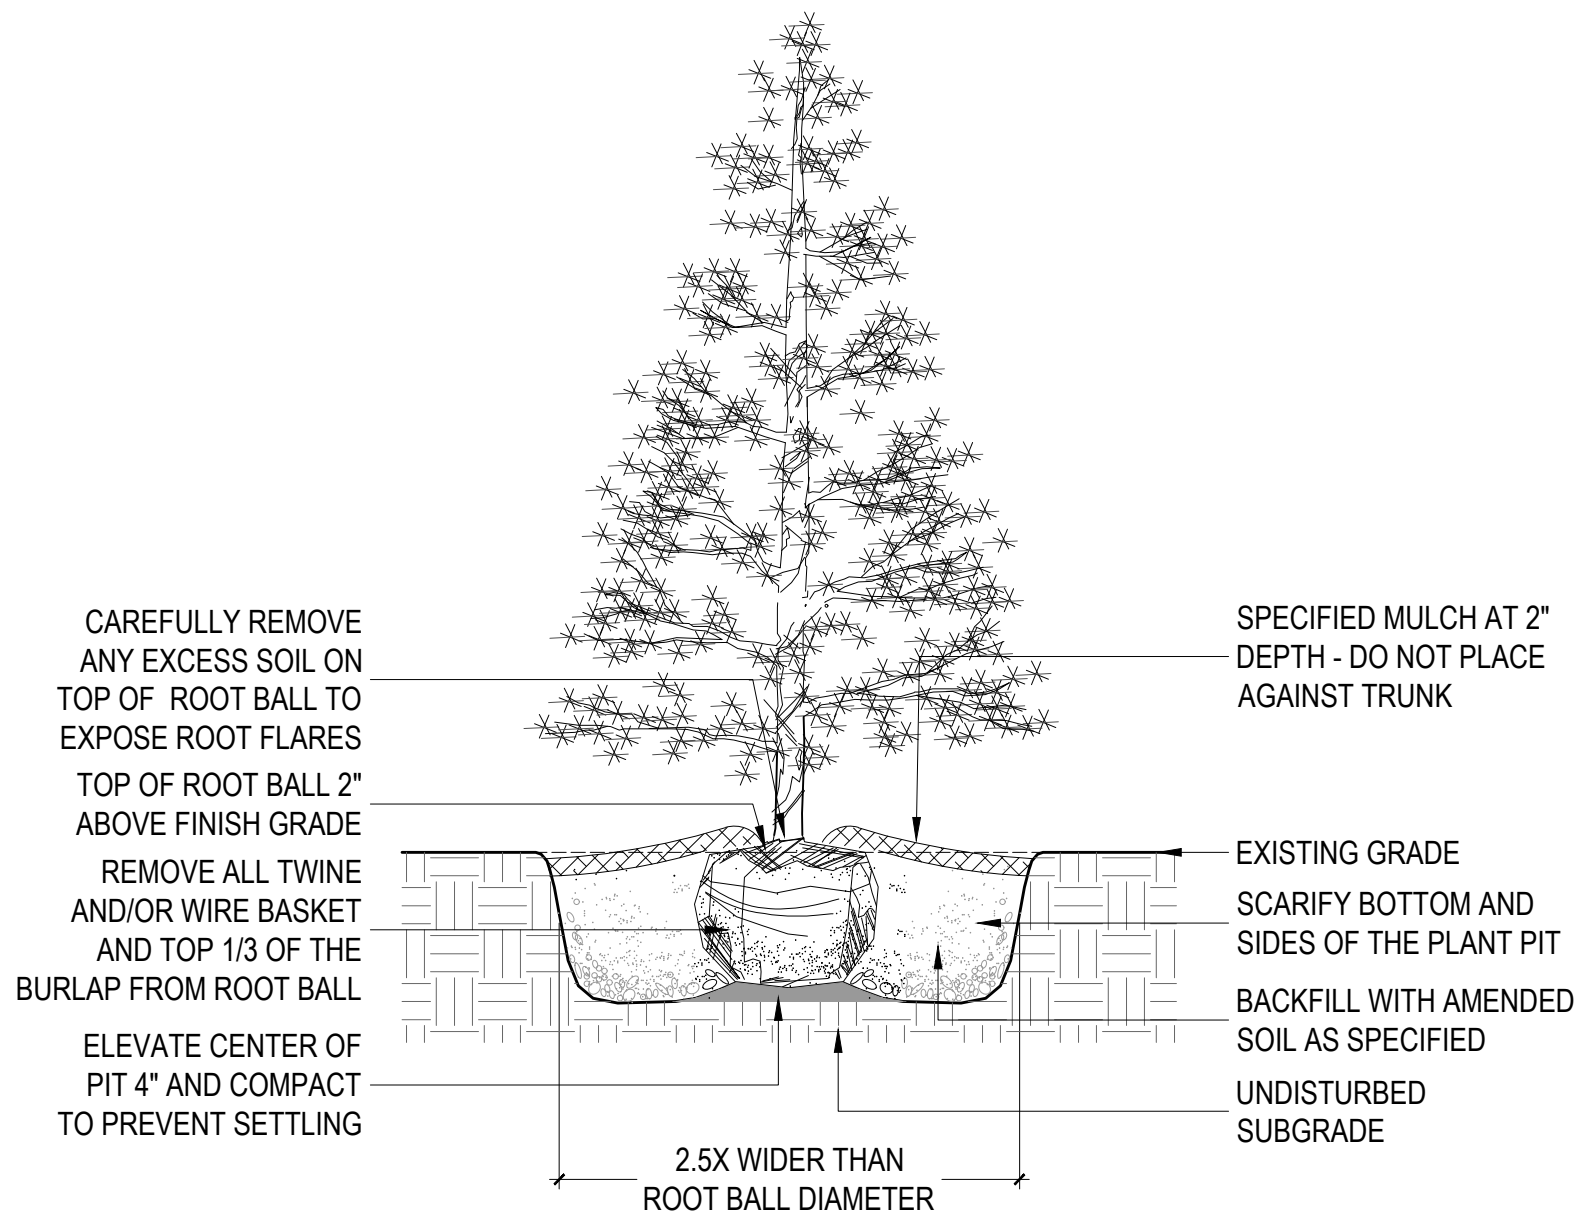 CAREFULLY REMOVE
ANY EXCESS SOIL ON
TOP OF ROOT BALL TO
EXPOSE ROOT FLARES
TOP OF ROOT BALL 2"
ABOVE FINISH GRADE
REMOVE ALL TWINE
AND/OR WIRE BASKET
AND TOP 1/3 OF THE
BURLAP FROM ROOT BALL
ELEVATE CENTER OF
PIT 4" AND COMPACT
TO PREVENT SETTLING
2.5X WIDER THAN
ROOT BALL DIAMETER
SPECIFIED MULCH AT 2"
DEPTH - DO NOT PLACE
AGAINST TRUNK
EXISTING GRADE
SCARIFY BOTTOM AND
SIDES OF THE PLANT PIT
BACKFILL WITH AMENDED
SOIL AS SPECIFIED
UNDISTURBED
SUBGRADE